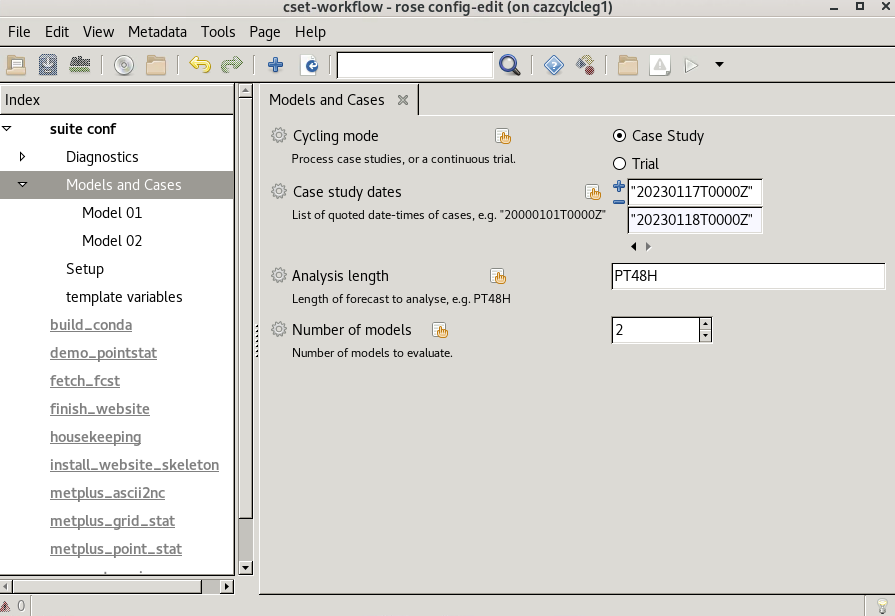 cset-workflow - rose config-edit (on cazcylcleg1)
File Edit View Metadata Tools Page Help
Index
suite conf
Diagnostics
Models and Cases
Model 01
Model 02
Setup
template variables
build_conda
demo_pointstat
fetch_fcst
finish_website
housekeeping
install_website_skeleton
metplus_ascii2nc
metplus_grid_stat
metplus_point_stat
0
Models and Cases
Cycling mode
Process case studies, or a continuous trial.
Case Study
Trial
Case study dates
List of quoted date-times of cases, e.g. "20000101T0000Z"
"20230117T0000Z"
"20230118T0000Z"
Analysis length
Length of forecast to analyse, e.g. PT48H
PT48H
Number of models
Number of models to evaluate.
2